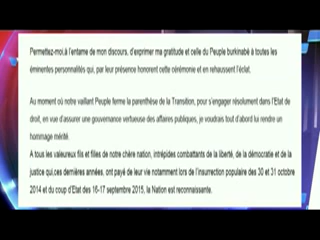 Permettez-moi,à l'entame de mon discours, d'exprimer ma gratitude et celle du Peuple burkinabè à toutes les
éminentes personnalités qui, par leur présence honorent cette cérémonie et en rehaussent l'éclat.
Au moment où notre vaillant Peuple ferme la parenthèse de la Transition, pour s'engager résolument dans l'Etat de
droit, en vue d'assurer une gouvernance vertueuse des affaires publiques, je voudrais tout d'abord lui rendre un
hommage mérité.
A tous les valeureux fils et filles de notre chère nation, intrépides combattants de la liberté, de la démocratie et de la
justice qui,ces dernières années, ont payé de leur vie notamment lors de l'insurrection populaire des 30 et 31 octobre
2014 et du coup d'Etat des 16-17 septembre 2015, la Nation est reconnaissante.